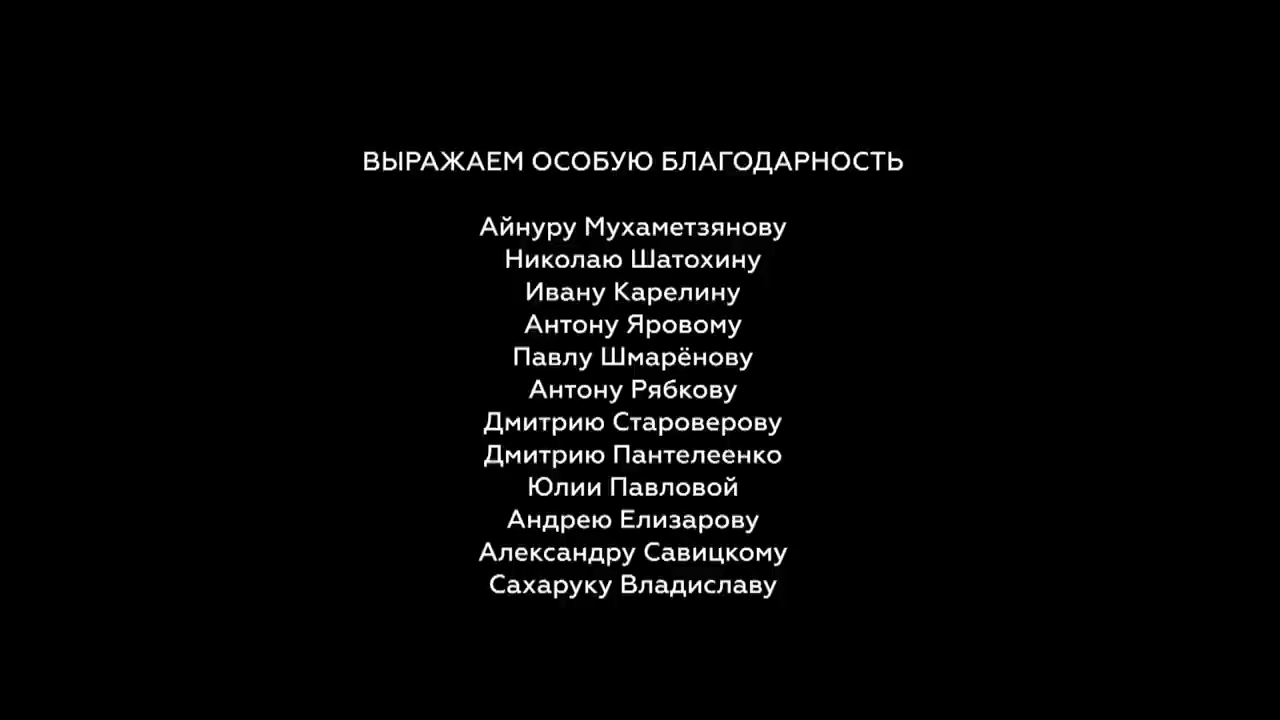 ВЫРАЖАЕМ ОСОБУЮ БЛАГОДАРНОСТЬ
Айнуру Мухаметзянову
Николаю Шатохину
Ивану Карелину
Антону Яровому
Павлу Шмарёнову
Антону Рябкову
Дмитрию Староверову
Дмитрию Пантелеенко
Юлии Павловой
Андрею Елизарову
Александру Савицкому
Сахаруку Владиславу